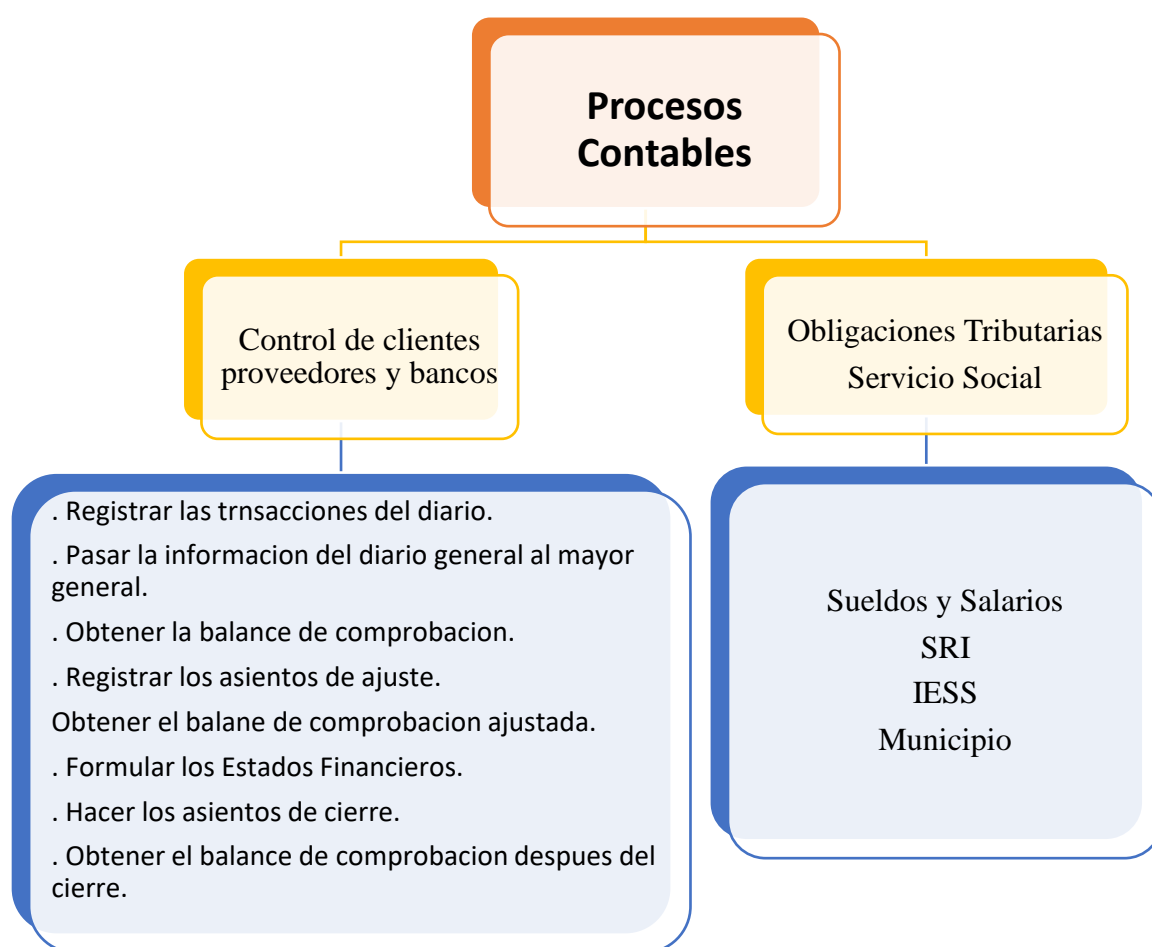 Procesos
Contables
Control de clientes
proveedores y bancos
Obligaciones Tributarias
Servicio Social
. Registrar las trnsacciones del diario.
. Pasar la informacion del diario general al mayor
general.
. Obtener la balance de comprobacion.
. Registrar los asientos de ajuste.
Obtener el balane de comprobacion ajustada.
. Formular los Estados Financieros.
. Hacer los asientos de cierre.
. Obtener el balance de comprobacion despues del
cierre.
Sueldos y Salarios
SRI
IESS
Municipio